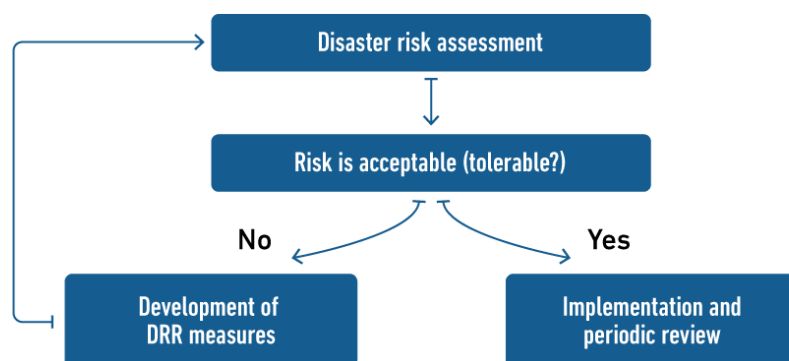 Disaster risk assessment
Risk is acceptable (tolerable?)
No
Yes
Development of
DRR measures
Implementation and
periodic review